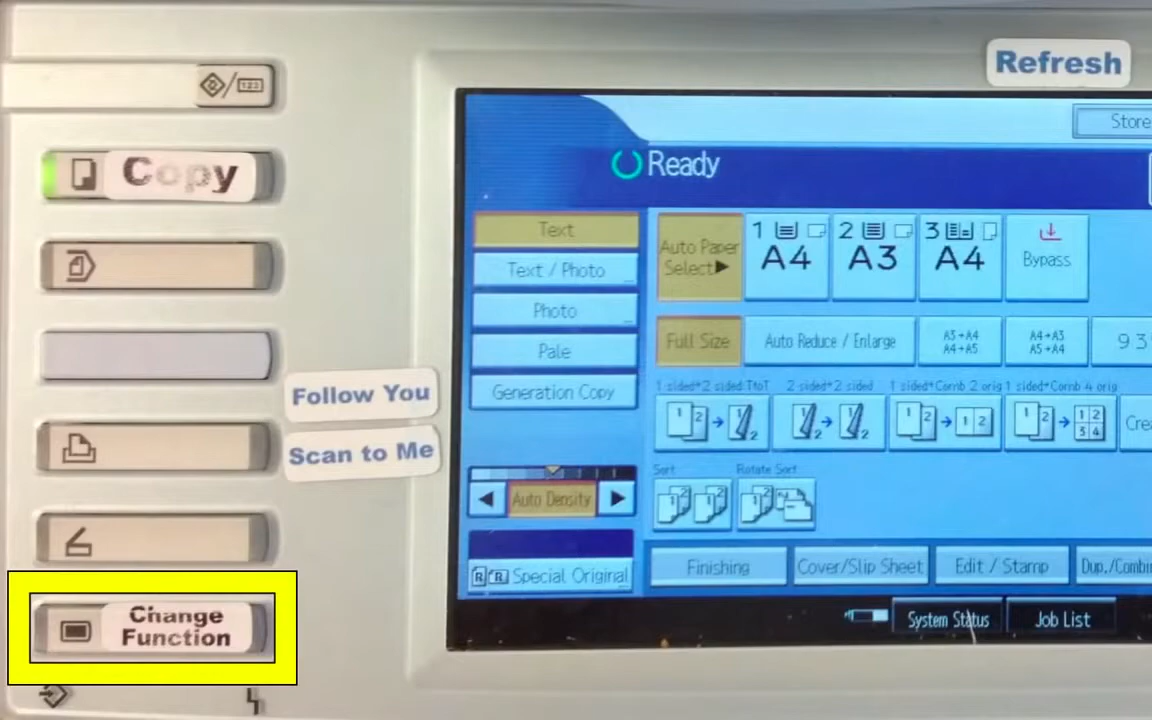 Refresh
Copy
Follow You
Scan to Me
Change
Function
Store
Ready
Text
Text / Photo
Photo
Pale
Generation Copy
Auto Density
Special Original
Auto Paper
Select▶
1
A4
2
A3
3
A4
Bypass
Full Size
Auto Reduce / Enlarge
A3→A4
A4→A5
A4→A3
A5→A4
93
1 sided→2 sided:TtoT
2 sided→2 sided
1 sided→Comb 2 orig
1 sided→Comb 4 orig
Sort
Rotate Sort
Finishing
Cover/Slip Sheet
Edit / Stamp
Dup./Combin
System Status
Job List